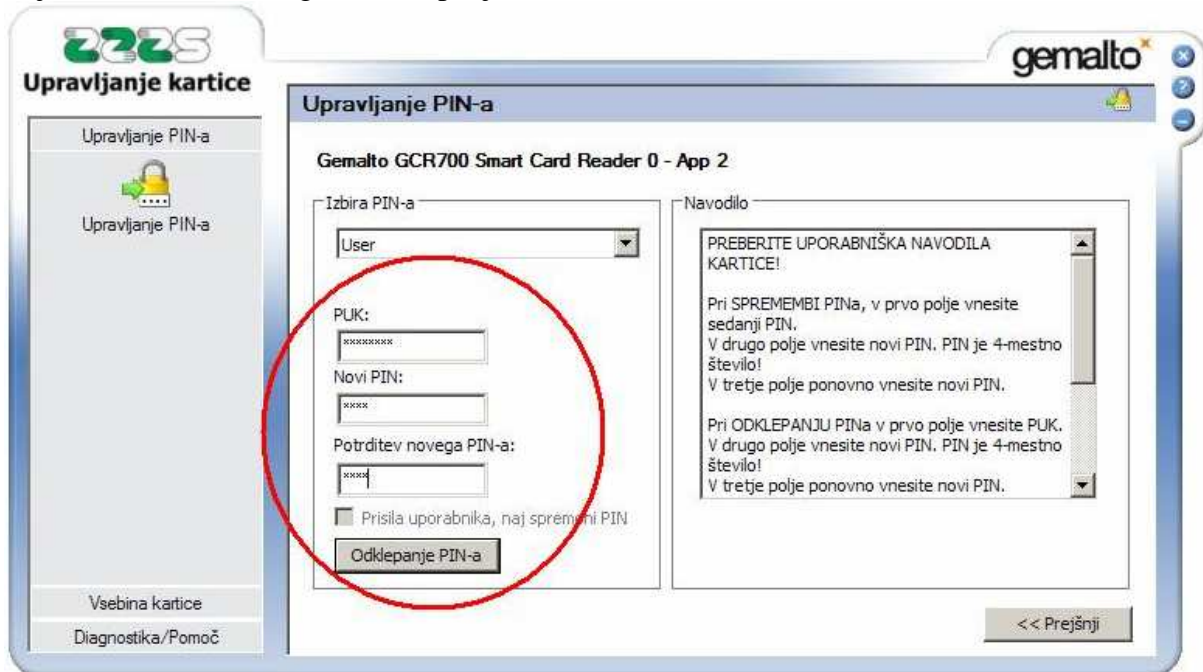 ZZZS
gemalto
Upravljanje kartice
Upravljanje PIN-a
Upravljanje PIN-a
Vsebina kartice
Diagnostika/Pomoč
Upravljanje PIN-a
Gemalto GCR700 Smart Card Reader 0 - App 2
Izbira PIN-a
User
PUK:
××××××××
Novi PIN:
××××
Potrditev novega PIN-a:
××××
Prisila uporabnika, naj spremeni PIN
Odklepanje PIN-a
Navodilo
PREBERITE UPORABNIŠKA NAVODILA
KARTICE!
Pri SPREMEMBI PINa, v prvo polje vnesite
sedanji PIN.
V drugo polje vnesite novi PIN. PIN je 4-mestno
število!
V tretje polje ponovno vnesite novi PIN.
Pri ODKLEPANJU PINa v prvo polje vnesite PUK.
V drugo polje vnesite novi PIN. PIN je 4-mestno
število!
V tretje polje ponovno vnesite novi PIN.
<< Prejšnji